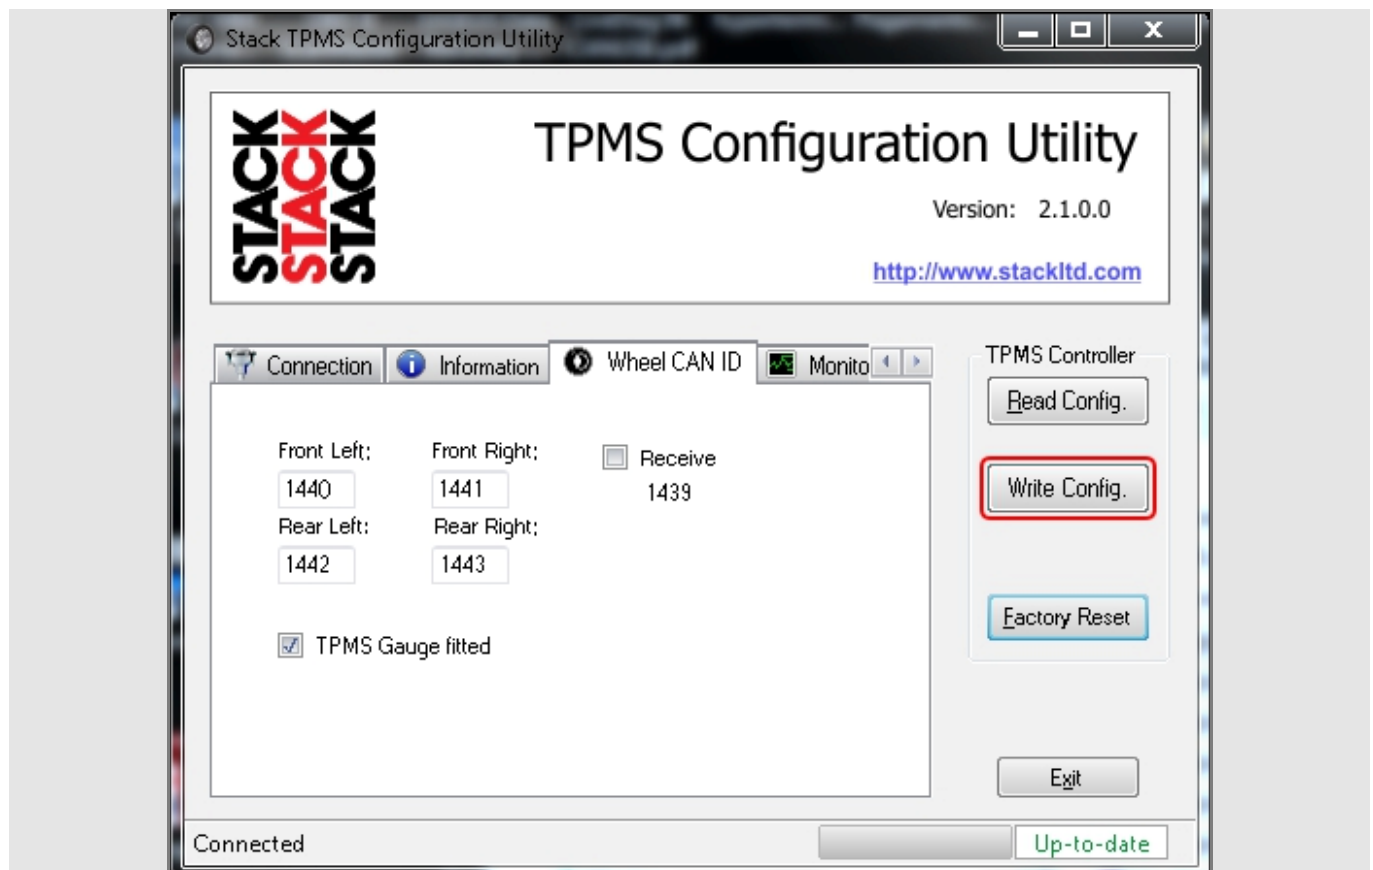 Stack TPMS Configuration Utility
STACK
STACK
STACK
TPMS Configuration Utility
Version: 2.1.0.0
http://www.stackltd.com
Connection
Information
Wheel CAN ID
Monito
TPMS Controller
Read Config.
Front Left:
Front Right:
Receive
1440
1441
1439
Write Config.
Rear Left:
Rear Right:
1442
1443
Factory Reset
TPMS Gauge fitted
Exit
Connected
Up-to-date